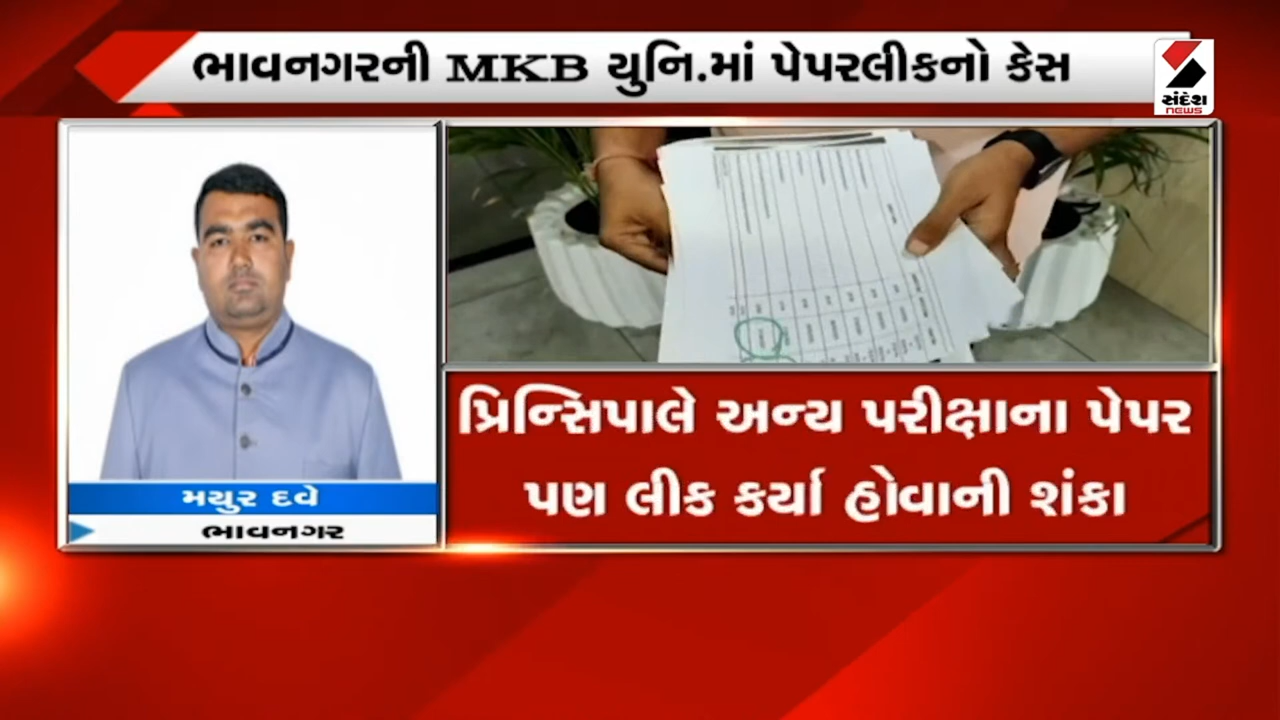 ભાવનગરની MKB યુનિ.માં પેપરલીકનો કેસ
સંદેશ
NEWS
પ્રિન્સિપાલે અન્ય પરીક્ષાના પેપર
પણ લીક કર્યા હોવાની શંકા
મયુર દવે
ભાવનગર